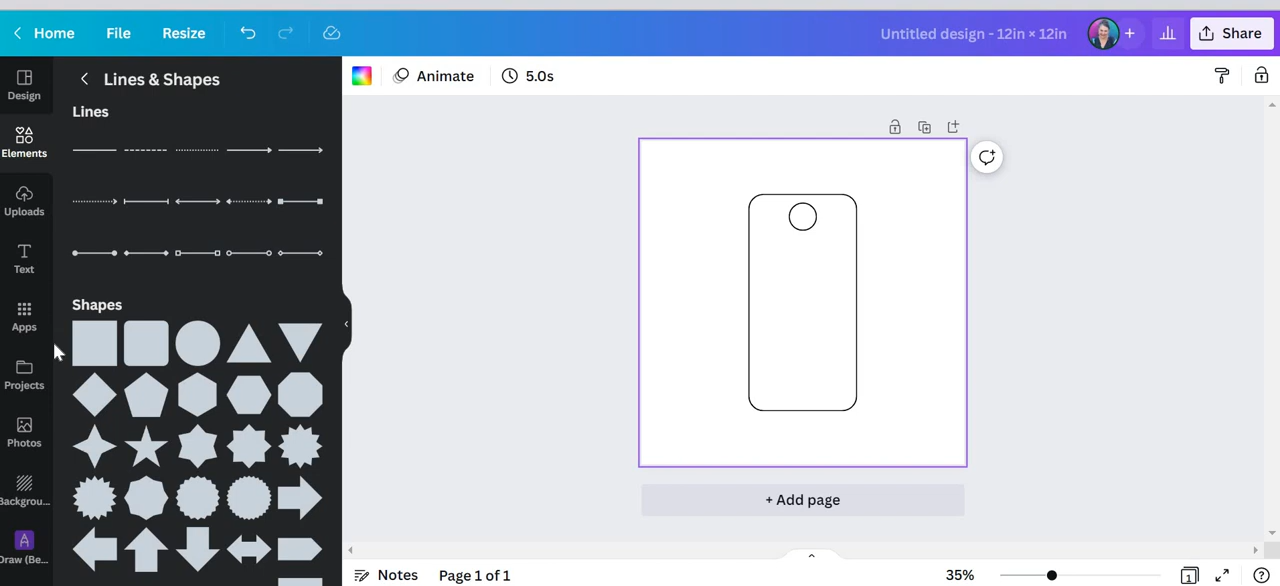 Home
File
Resize
Untitled design - 12in × 12in
Share
Design
Elements
Uploads
Text
Apps
Projects
Photos
Backgrou...
Draw (Be...
Lines & Shapes
Lines
Shapes
Animate
5.0s
+ Add page
Notes
Page 1 of 1
35%
1